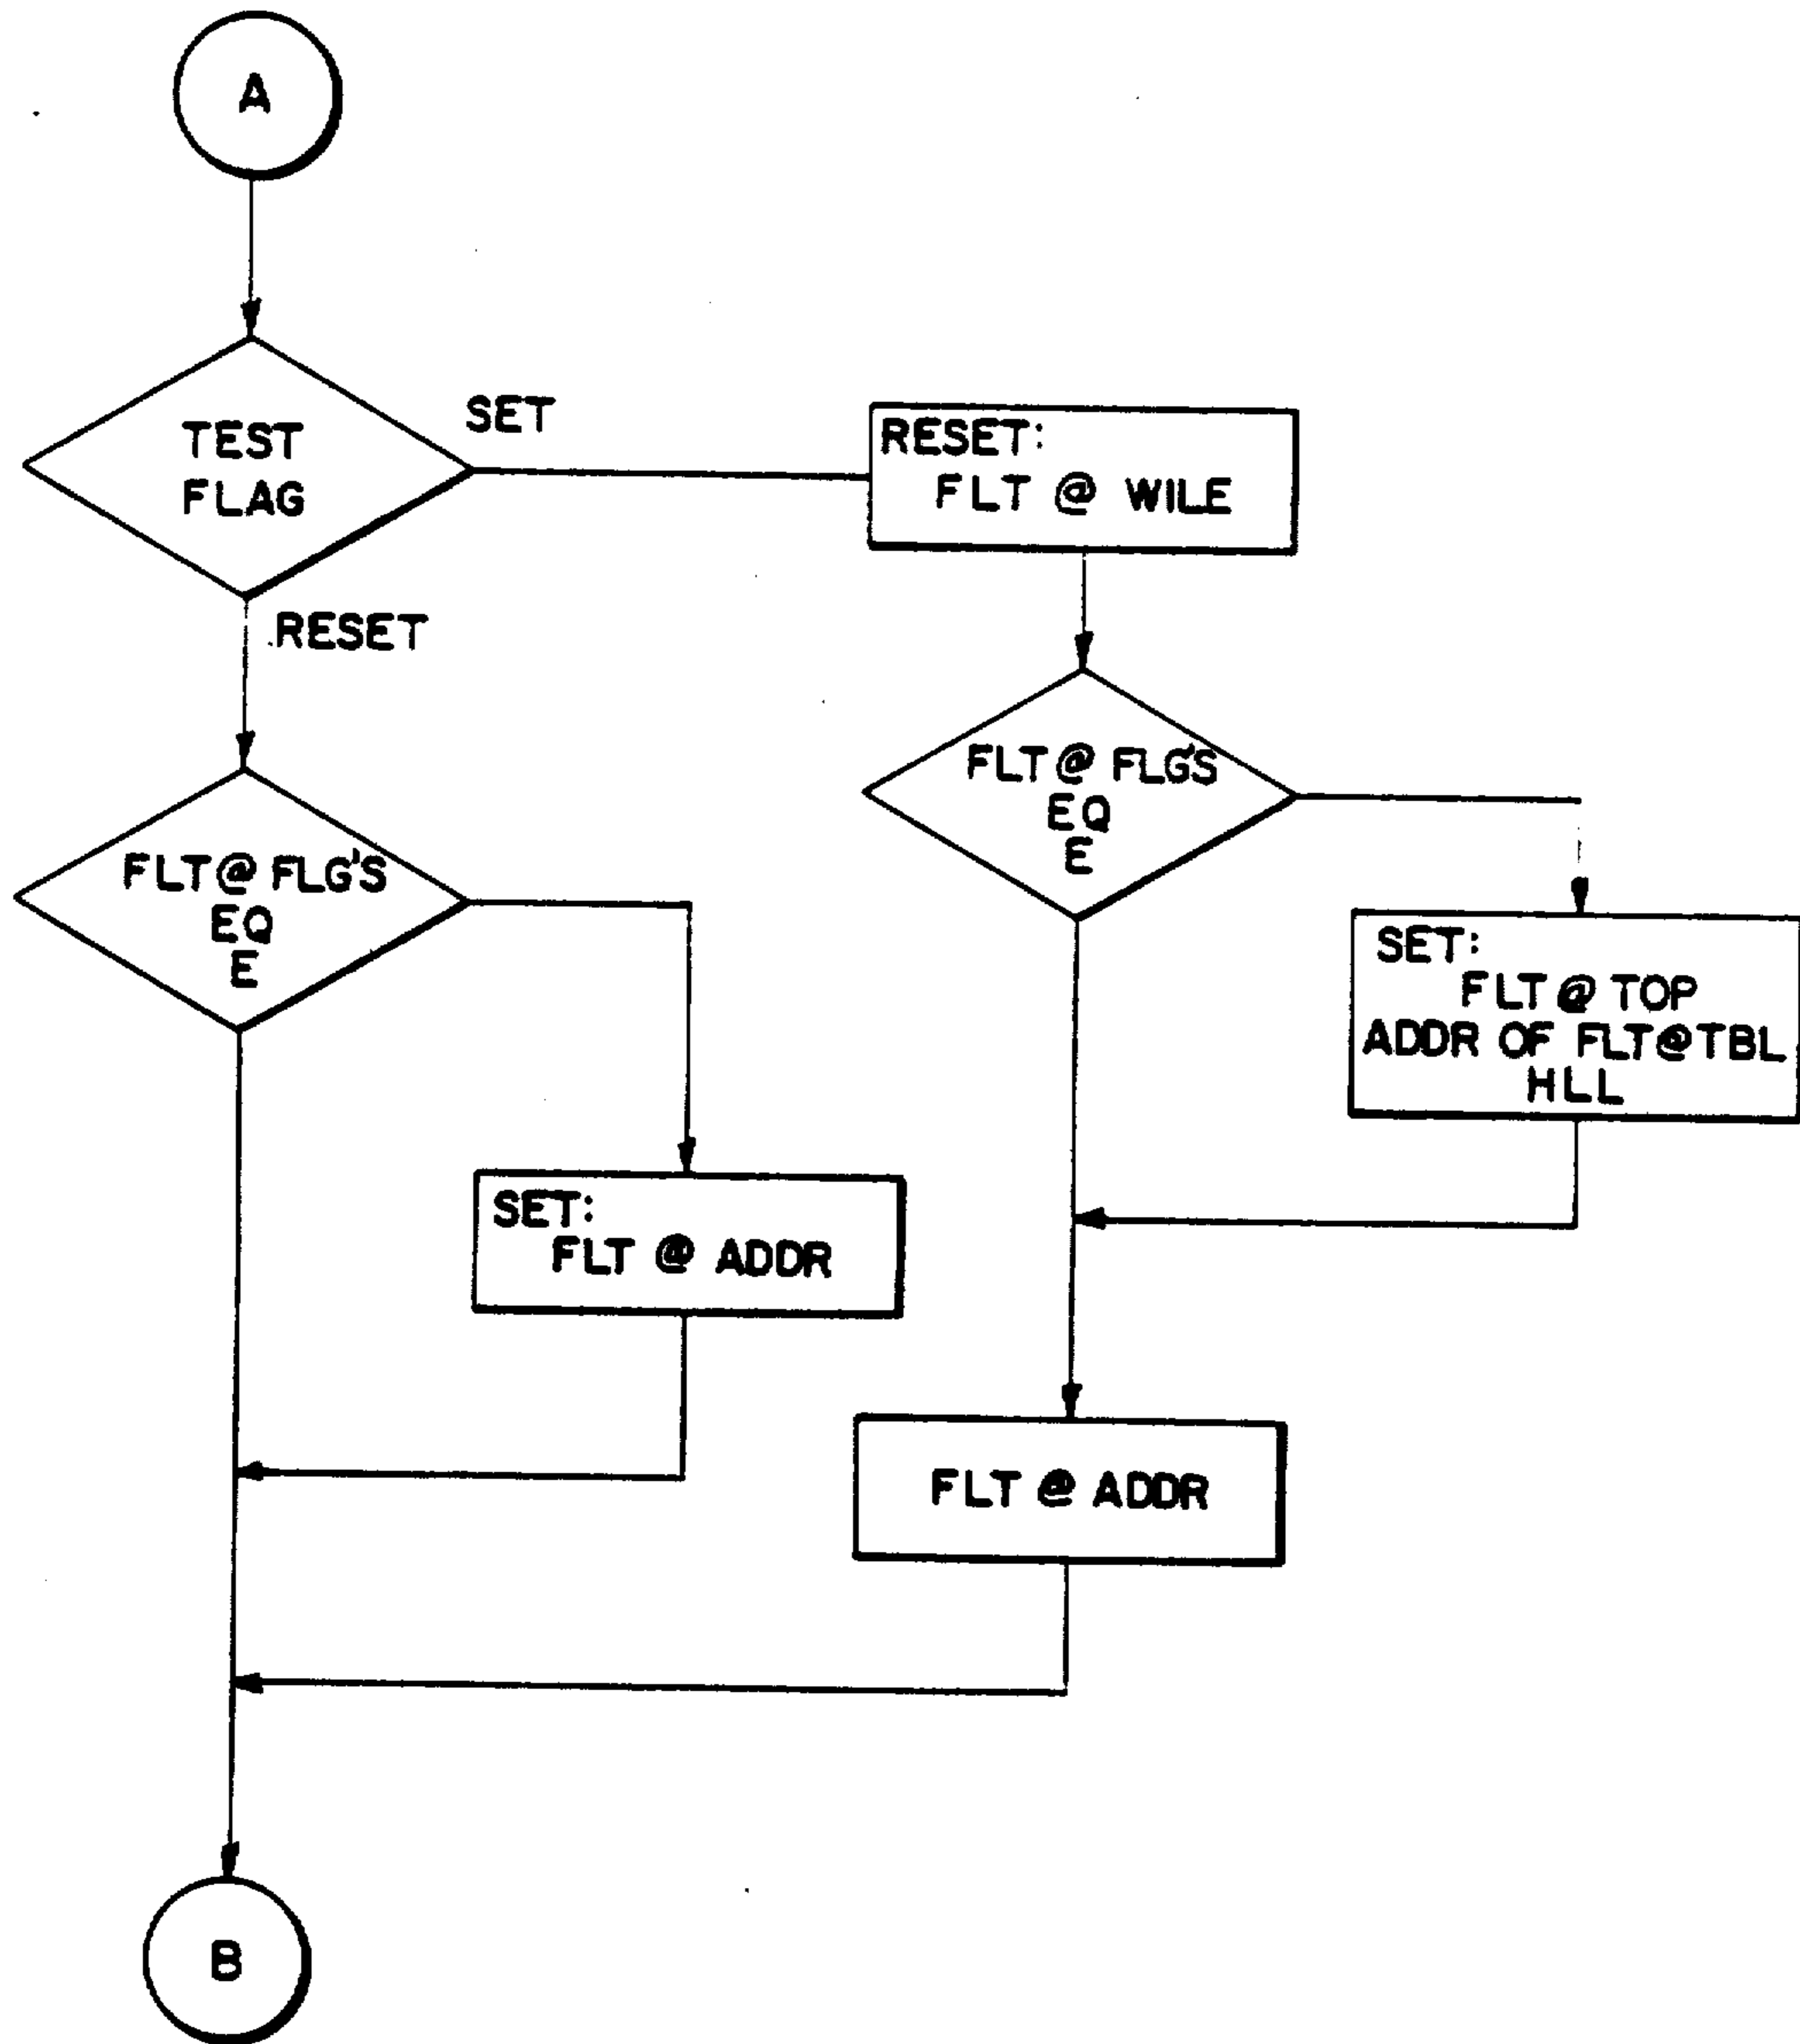 A
TEST
FLAG
SET
RESET:
FLT @ WILE
RESET
FLT @ FLG'S
EQ
E
FLT @ FLG'S
EQ
E
SET:
FLT @ TOP
ADDR OF FLT@TBL
HLL
SET:
FLT @ ADDR
FLT @ ADDR
B